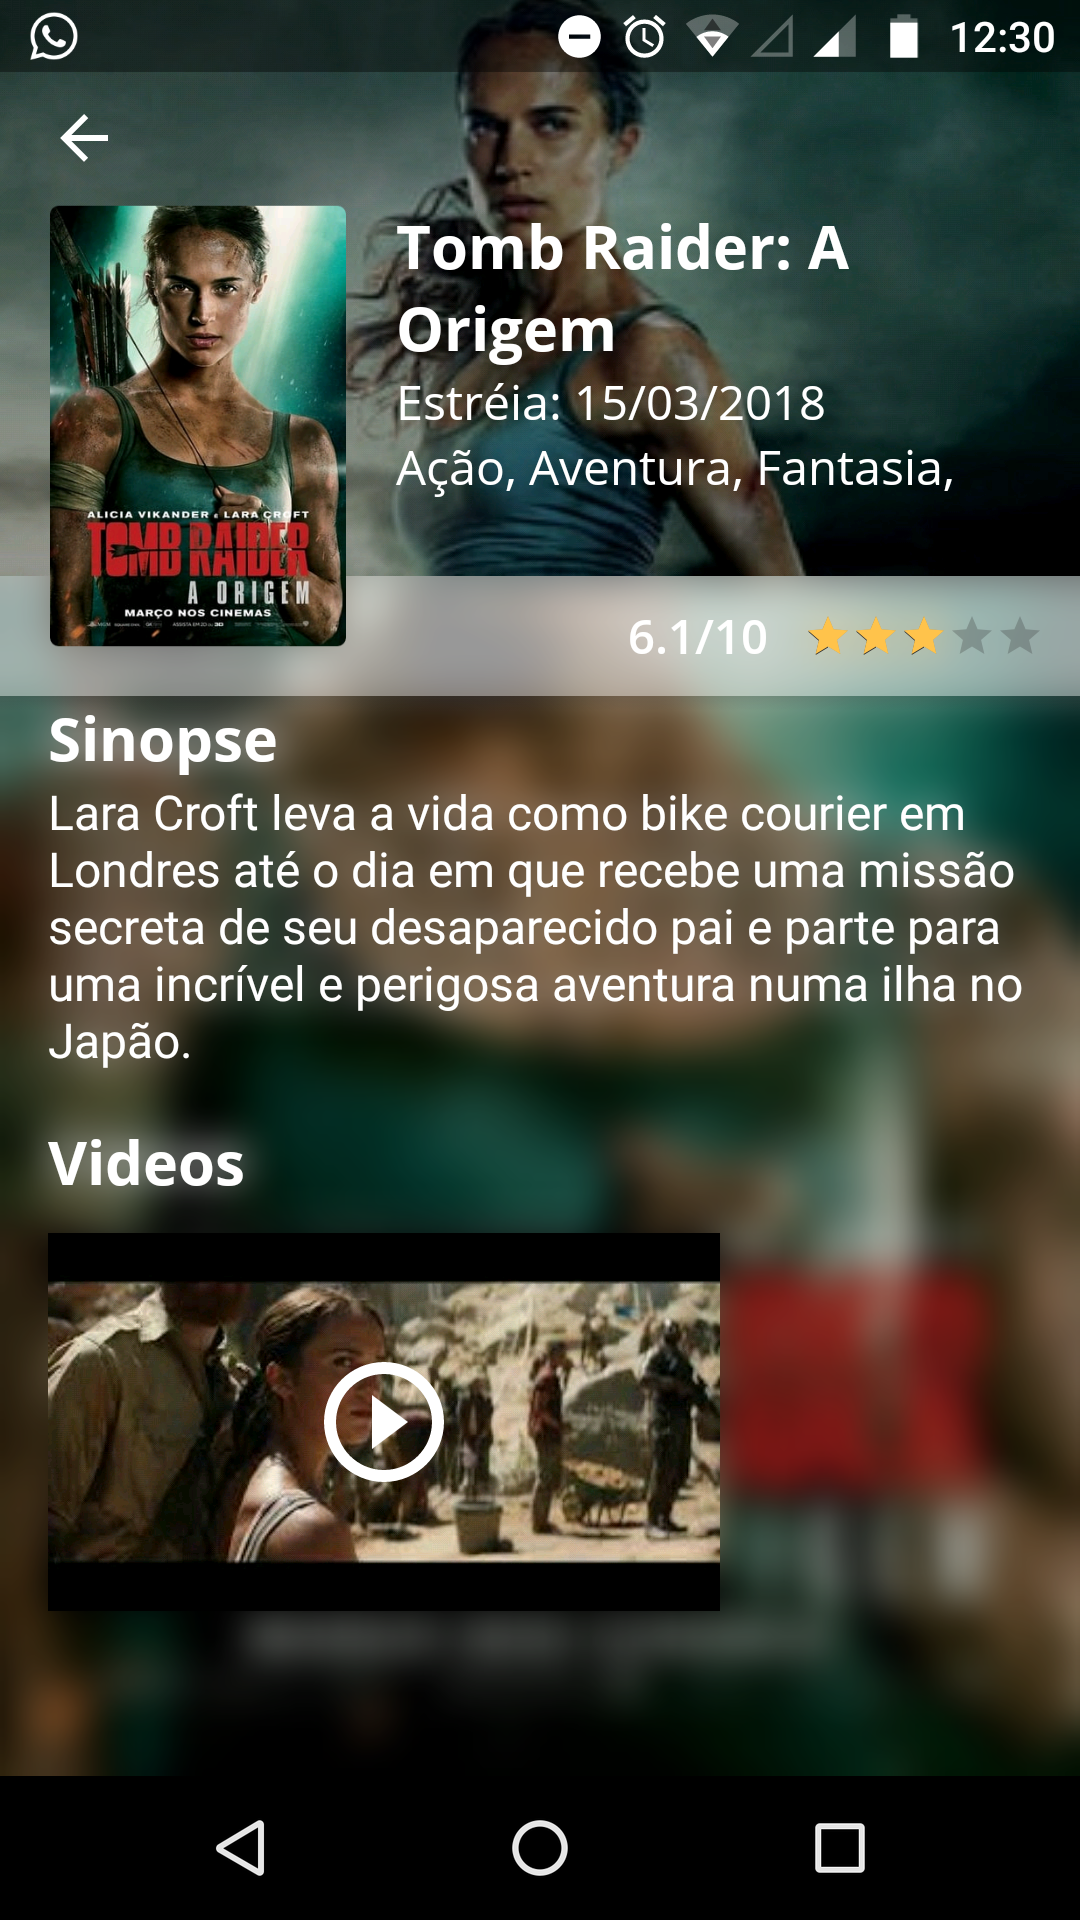 12:30
Tomb Raider: A
Origem
Estréia: 15/03/2018
Ação, Aventura, Fantasia,
ALICIA VIKANDER é LARA CROFT
TOMB RAIDER
A ORIGEM
MARÇO NOS CINEMAS
6.1/10
Sinopse
Lara Croft leva a vida como bike courier em
Londres até o dia em que recebe uma missão
secreta de seu desaparecido pai e parte para
uma incrível e perigosa aventura numa ilha no
Japão.
Videos